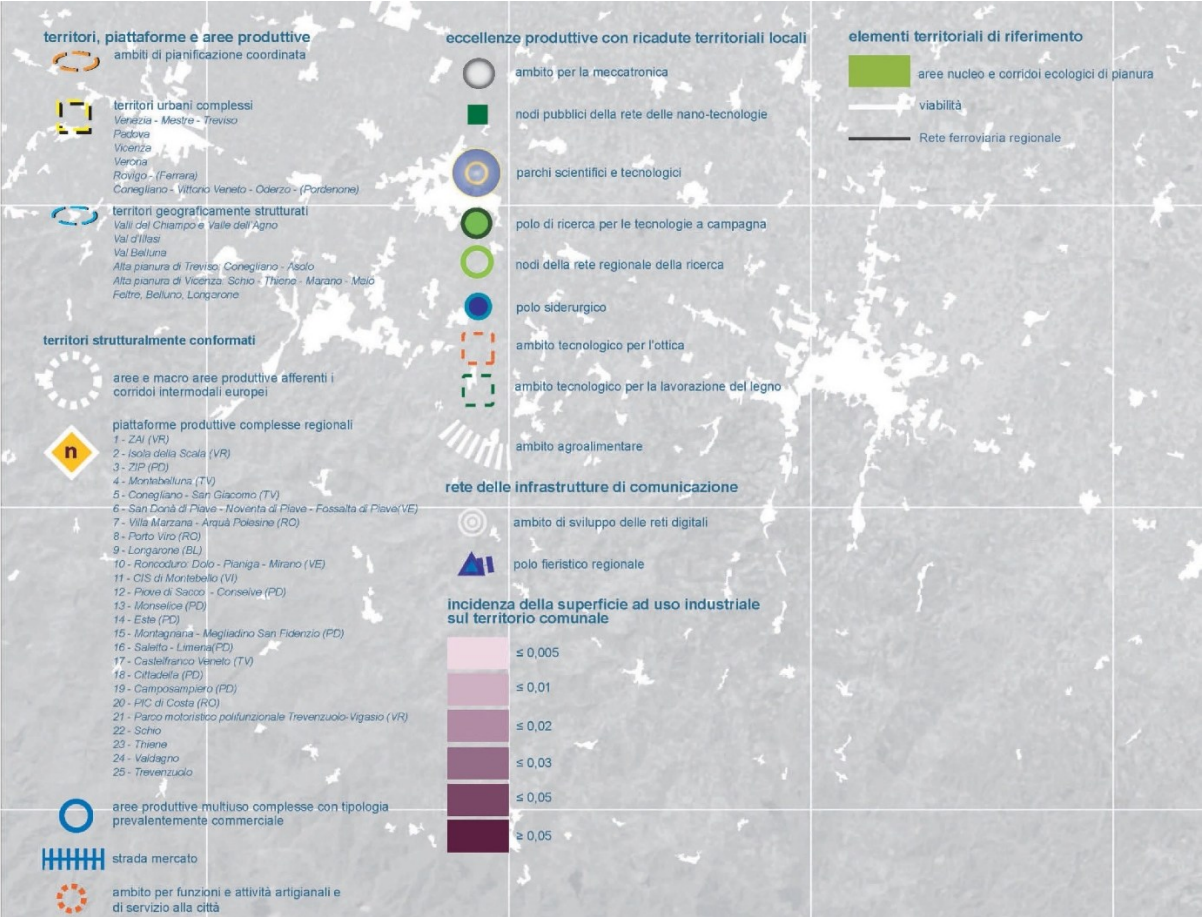 territori, piattaforme e aree produttive
ambiti di pianificazione coordinata
territori urbani complessi
Venezia - Mestre - Treviso
Padova
Vicenza
Verona
Rovigo - (Ferrara)
Conegliano - Vittorio Veneto - Oderzo - (Pordenone)
territori geograficamente strutturati
Valli del Chiampo e Valle dell'Agno
Val d'Illasi
Val Belluna
Alta pianura di Treviso: Conegliano - Asolo
Alta pianura di Vicenza: Schio - Thiene - Marano - Malo
Feltre, Belluno, Longarone
territori strutturalmente conformati
aree e macro aree produttive afferenti i
corridoi intermodali europei
n
piattaforme produttive complesse regionali
1 - ZAI (VR)
2 - Isola della Scala (VR)
3 - ZIP (PD)
4 - Montebelluna (TV)
5 - Conegliano - San Giacomo (TV)
6 - San Donà di Piave - Noventa di Piave - Fossalta di Piave(VE)
7 - Villa Marzana - Arquà Polesine (RO)
8 - Porto Viro (RO)
9 - Longarone (BL)
10 - Roncoduro: Dolo - Pianiga - Mirano (VE)
11 - CIS di Montebello (VI)
12 - Piove di Sacco - Conselve (PD)
13 - Monselice (PD)
14 - Este (PD)
15 - Montagnana - Megliadino San Fidenzio (PD)
16 - Saletto - Limena(PD)
17 - Castelfranco Veneto (TV)
18 - Cittadella (PD)
19 - Camposampiero (PD)
20 - PIC di Costa (RO)
21 - Parco motoristico polifunzionale Trevenzuolo-Vigasio (VR)
22 - Schio
23 - Thiene
24 - Valdagno
25 - Trevenzuolo
aree produttive multiuso complesse con tipologia
prevalentemente commerciale
strada mercato
ambito per funzioni e attività artigianali e
di servizio alla città
eccellenze produttive con ricadute territoriali locali
ambito per la meccatronica
nodi pubblici della rete delle nano-tecnologie
parchi scientifici e tecnologici
polo di ricerca per le tecnologie a campagna
nodi della rete regionale della ricerca
polo siderurgico
ambito tecnologico per l'ottica
ambito tecnologico per la lavorazione del legno
ambito agroalimentare
rete delle infrastrutture di comunicazione
ambito di sviluppo delle reti digitali
polo fieristico regionale
incidenza della superficie ad uso industriale
sul territorio comunale
≤ 0,005
≤ 0,01
≤ 0,02
≤ 0,03
≤ 0,05
≥ 0,05
elementi territoriali di riferimento
aree nucleo e corridoi ecologici di pianura
viabilità
Rete ferroviaria regionale